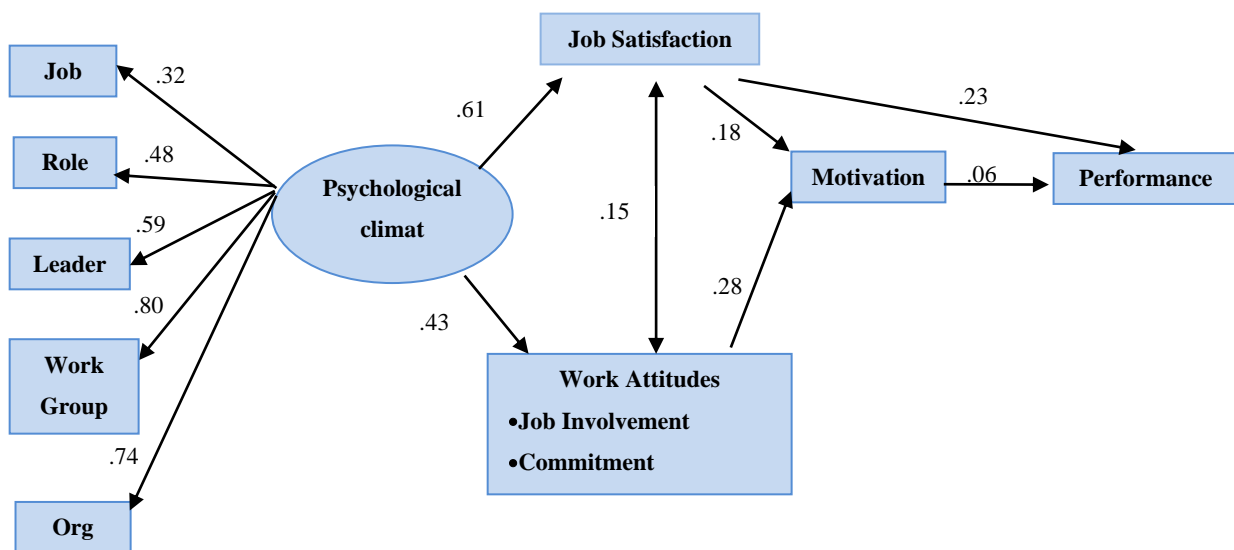 Job Satisfaction
Job
.32
.61
.23
.18
Role
.48
Psychological
climat
Motivation
.06
Performance
.59
.15
Leader
.80
.43
.28
Work
Group
Work Attitudes
•Job Involvement
•Commitment
.74
Org